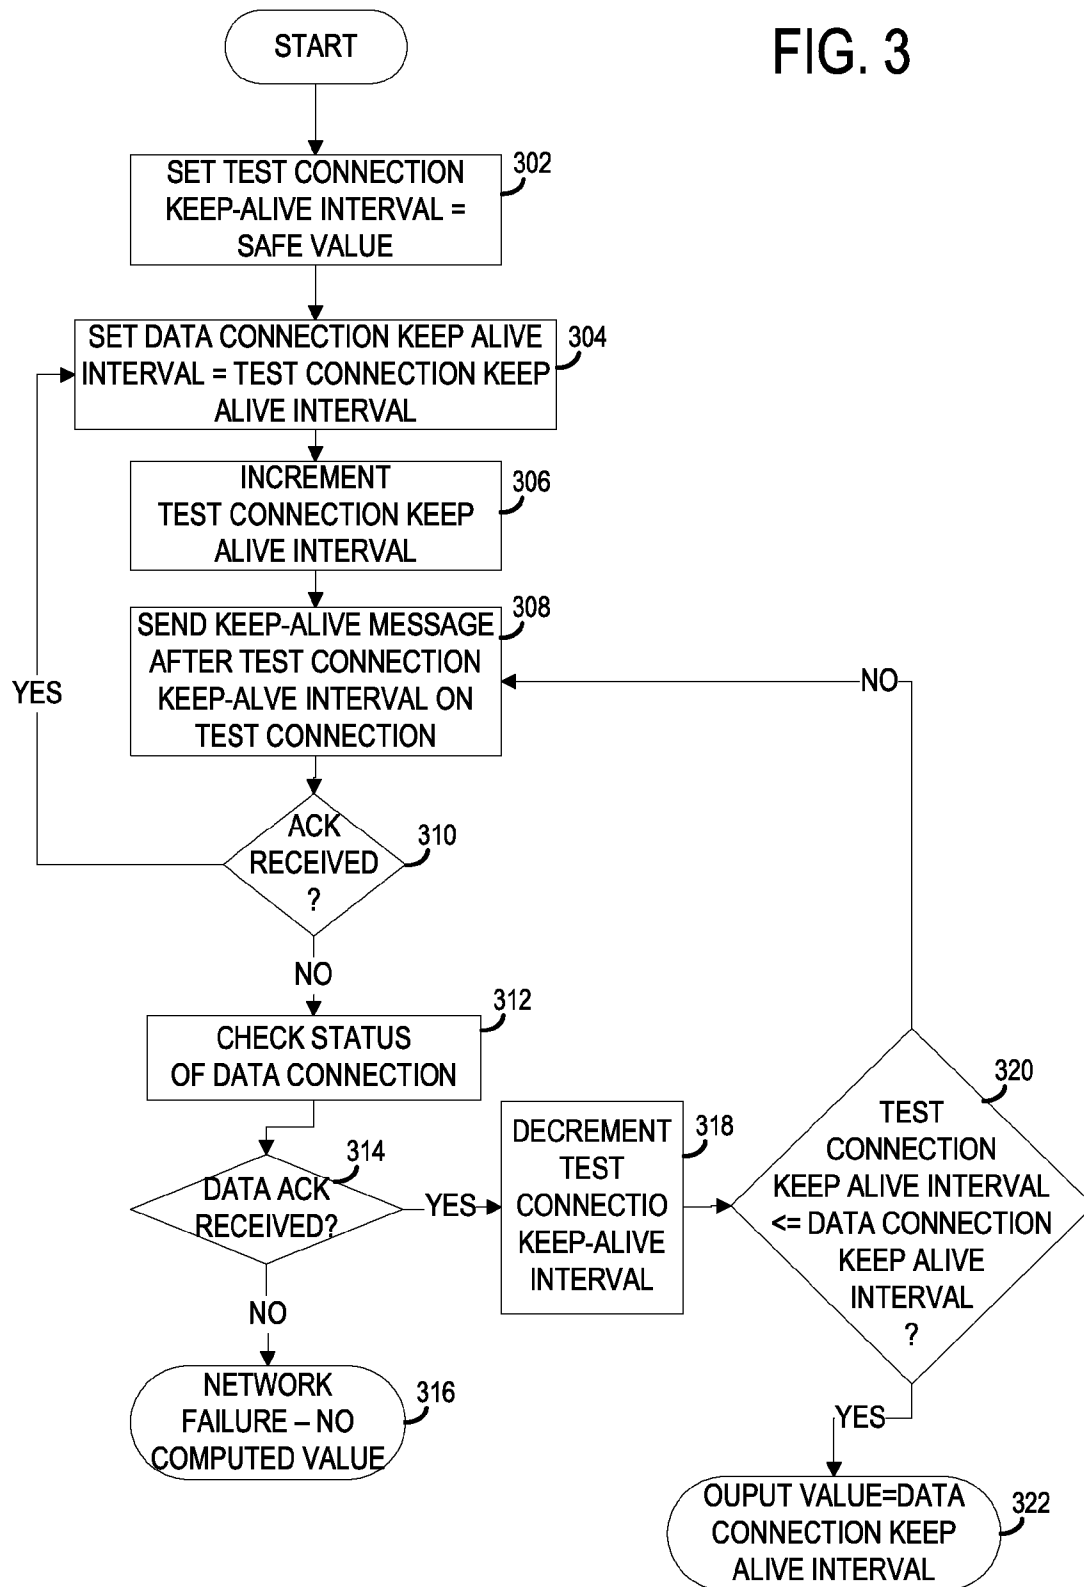 START
FIG. 3
302
SET TEST CONNECTION
KEEP-ALIVE INTERVAL =
SAFE VALUE
304
SET DATA CONNECTION KEEP ALIVE
INTERVAL = TEST CONNECTION KEEP
ALIVE INTERVAL
306
INCREMENT
TEST CONNECTION KEEP
ALIVE INTERVAL
308
SEND KEEP-ALIVE MESSAGE
AFTER TEST CONNECTION
KEEP-ALVE INTERVAL ON
TEST CONNECTION
NO
YES
310
ACK
RECEIVED
?
NO
312
CHECK STATUS
OF DATA CONNECTION
314
DATA ACK
RECEIVED?
YES
318
DECREMENT
TEST
CONNECTIO
KEEP-ALIVE
INTERVAL
320
TEST
CONNECTION
KEEP ALIVE INTERVAL
<= DATA CONNECTION
KEEP ALIVE
INTERVAL
?
NO
316
NETWORK
FAILURE – NO
COMPUTED VALUE
YES
OUPUT VALUE=DATA
CONNECTION KEEP
ALIVE INTERVAL
322